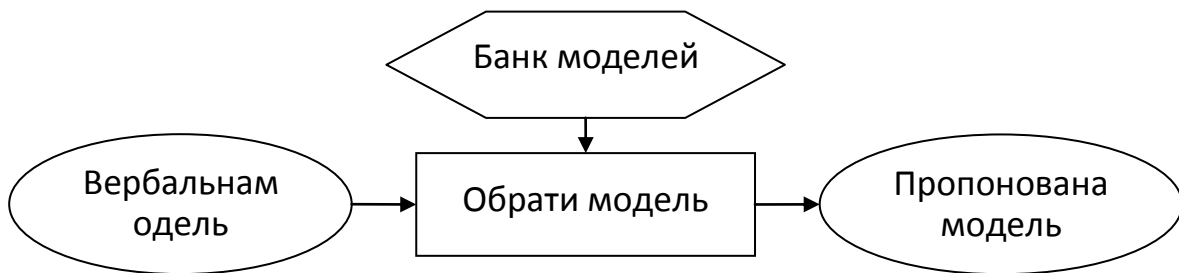 Банк моделей
Вербальнам
одель
Обрати модель
Пропонована
модель